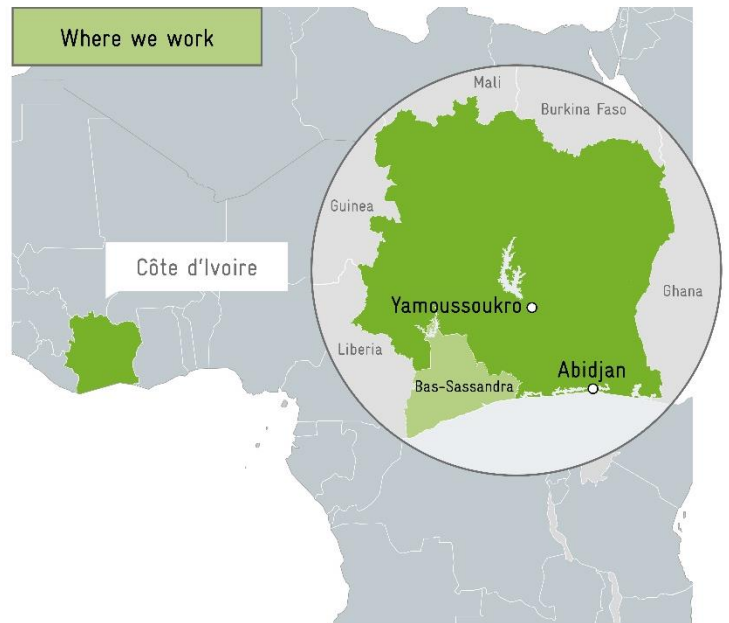 Where we work
Mali
Burkina Faso
Guinea
Côte d'Ivoire
Ghana
Yamoussoukro
Liberia
Abidjan
Bas-Sassandra